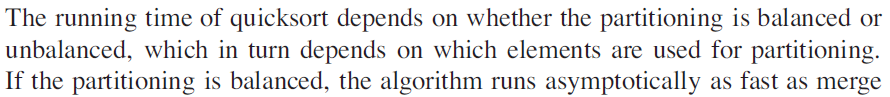 The running time of quicksort depends on whether the partitioning is balanced or
unbalanced, which in turn depends on which elements are used for partitioning.
If the partitioning is balanced, the algorithm runs asymptotically as fast as merge